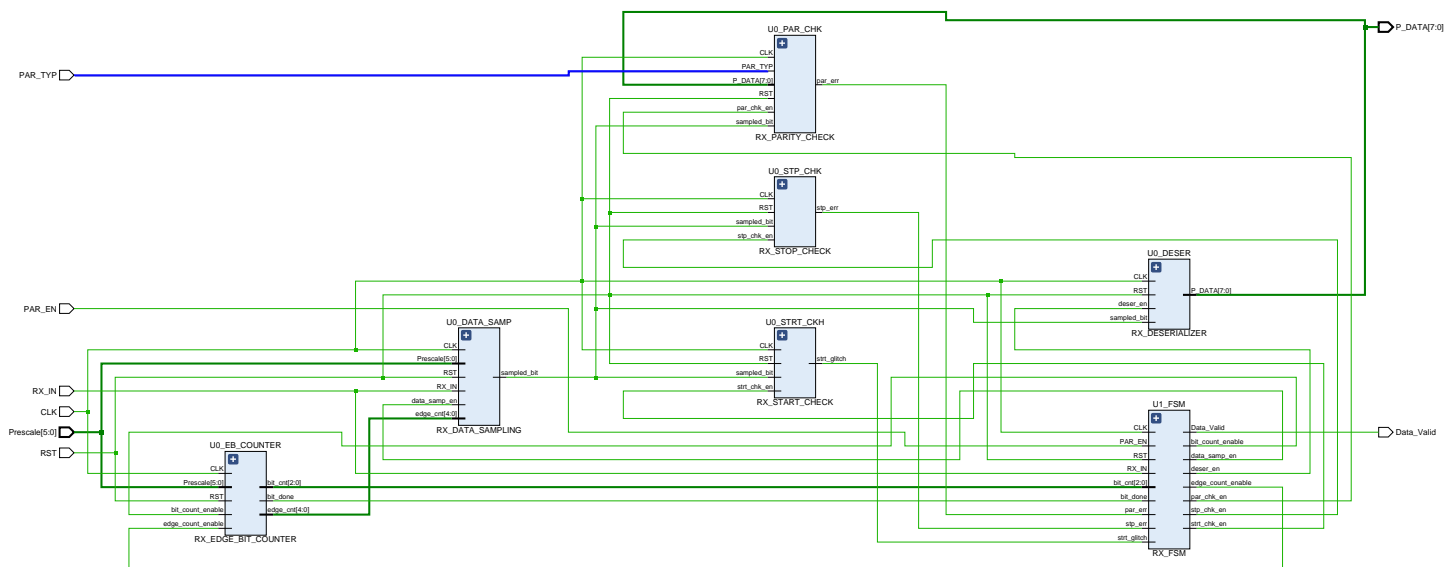 U0_PAR_CHK
CLK
PAR_TYP
P_DATA[7:0]
RST
par_chk_en
sampled_bit
par_err
RX_PARITY_CHECK
P_DATA[7:0]
PAR_TYP
U0_STP_CHK
CLK
RST
sampled_bit
stp_chk_en
stp_err
RX_STOP_CHECK
U0_DESER
CLK
RST
deser_en
sampled_bit
P_DATA[7:0]
RX_DESERIALIZER
PAR_EN
RX_IN
CLK
Prescale[5:0]
RST
U0_DATA_SAMP
CLK
Prescale[5:0]
RST
RX_IN
data_samp_en
edge_cnt[4:0]
sampled_bit
RX_DATA_SAMPLING
U0_STRT_CKH
CLK
RST
sampled_bit
strt_chk_en
strt_glitch
RX_START_CHECK
U0_EB_COUNTER
CLK
Prescale[5:0]
RST
bit_count_enable
edge_count_enable
bit_cnt[2:0]
bit_done
edge_cnt[4:0]
RX_EDGE_BIT_COUNTER
U1_FSM
CLK
PAR_EN
RST
RX_IN
bit_cnt[2:0]
bit_done
par_err
stp_err
strt_glitch
Data_Valid
bit_count_enable
data_samp_en
deser_en
edge_count_enable
par_chk_en
stp_chk_en
strt_chk_en
RX_FSM
Data_Valid